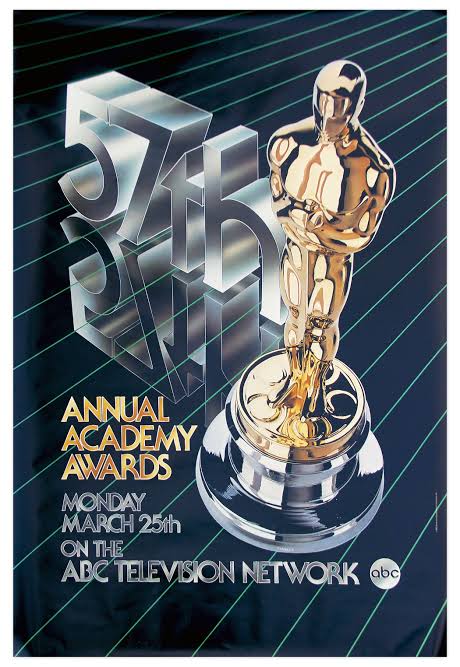 57th
ANNUAL
ACADEMY
AWARDS
MONDAY
MARCH 25th
ON THE
ABC TELEVISION NETWORK
abc